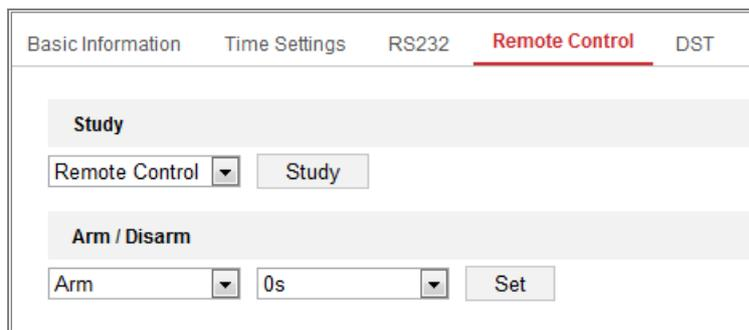 Basic Information Time Settings RS232 Remote Control DST
Study
Remote Control Study
Arm / Disarm
Arm 0s Set